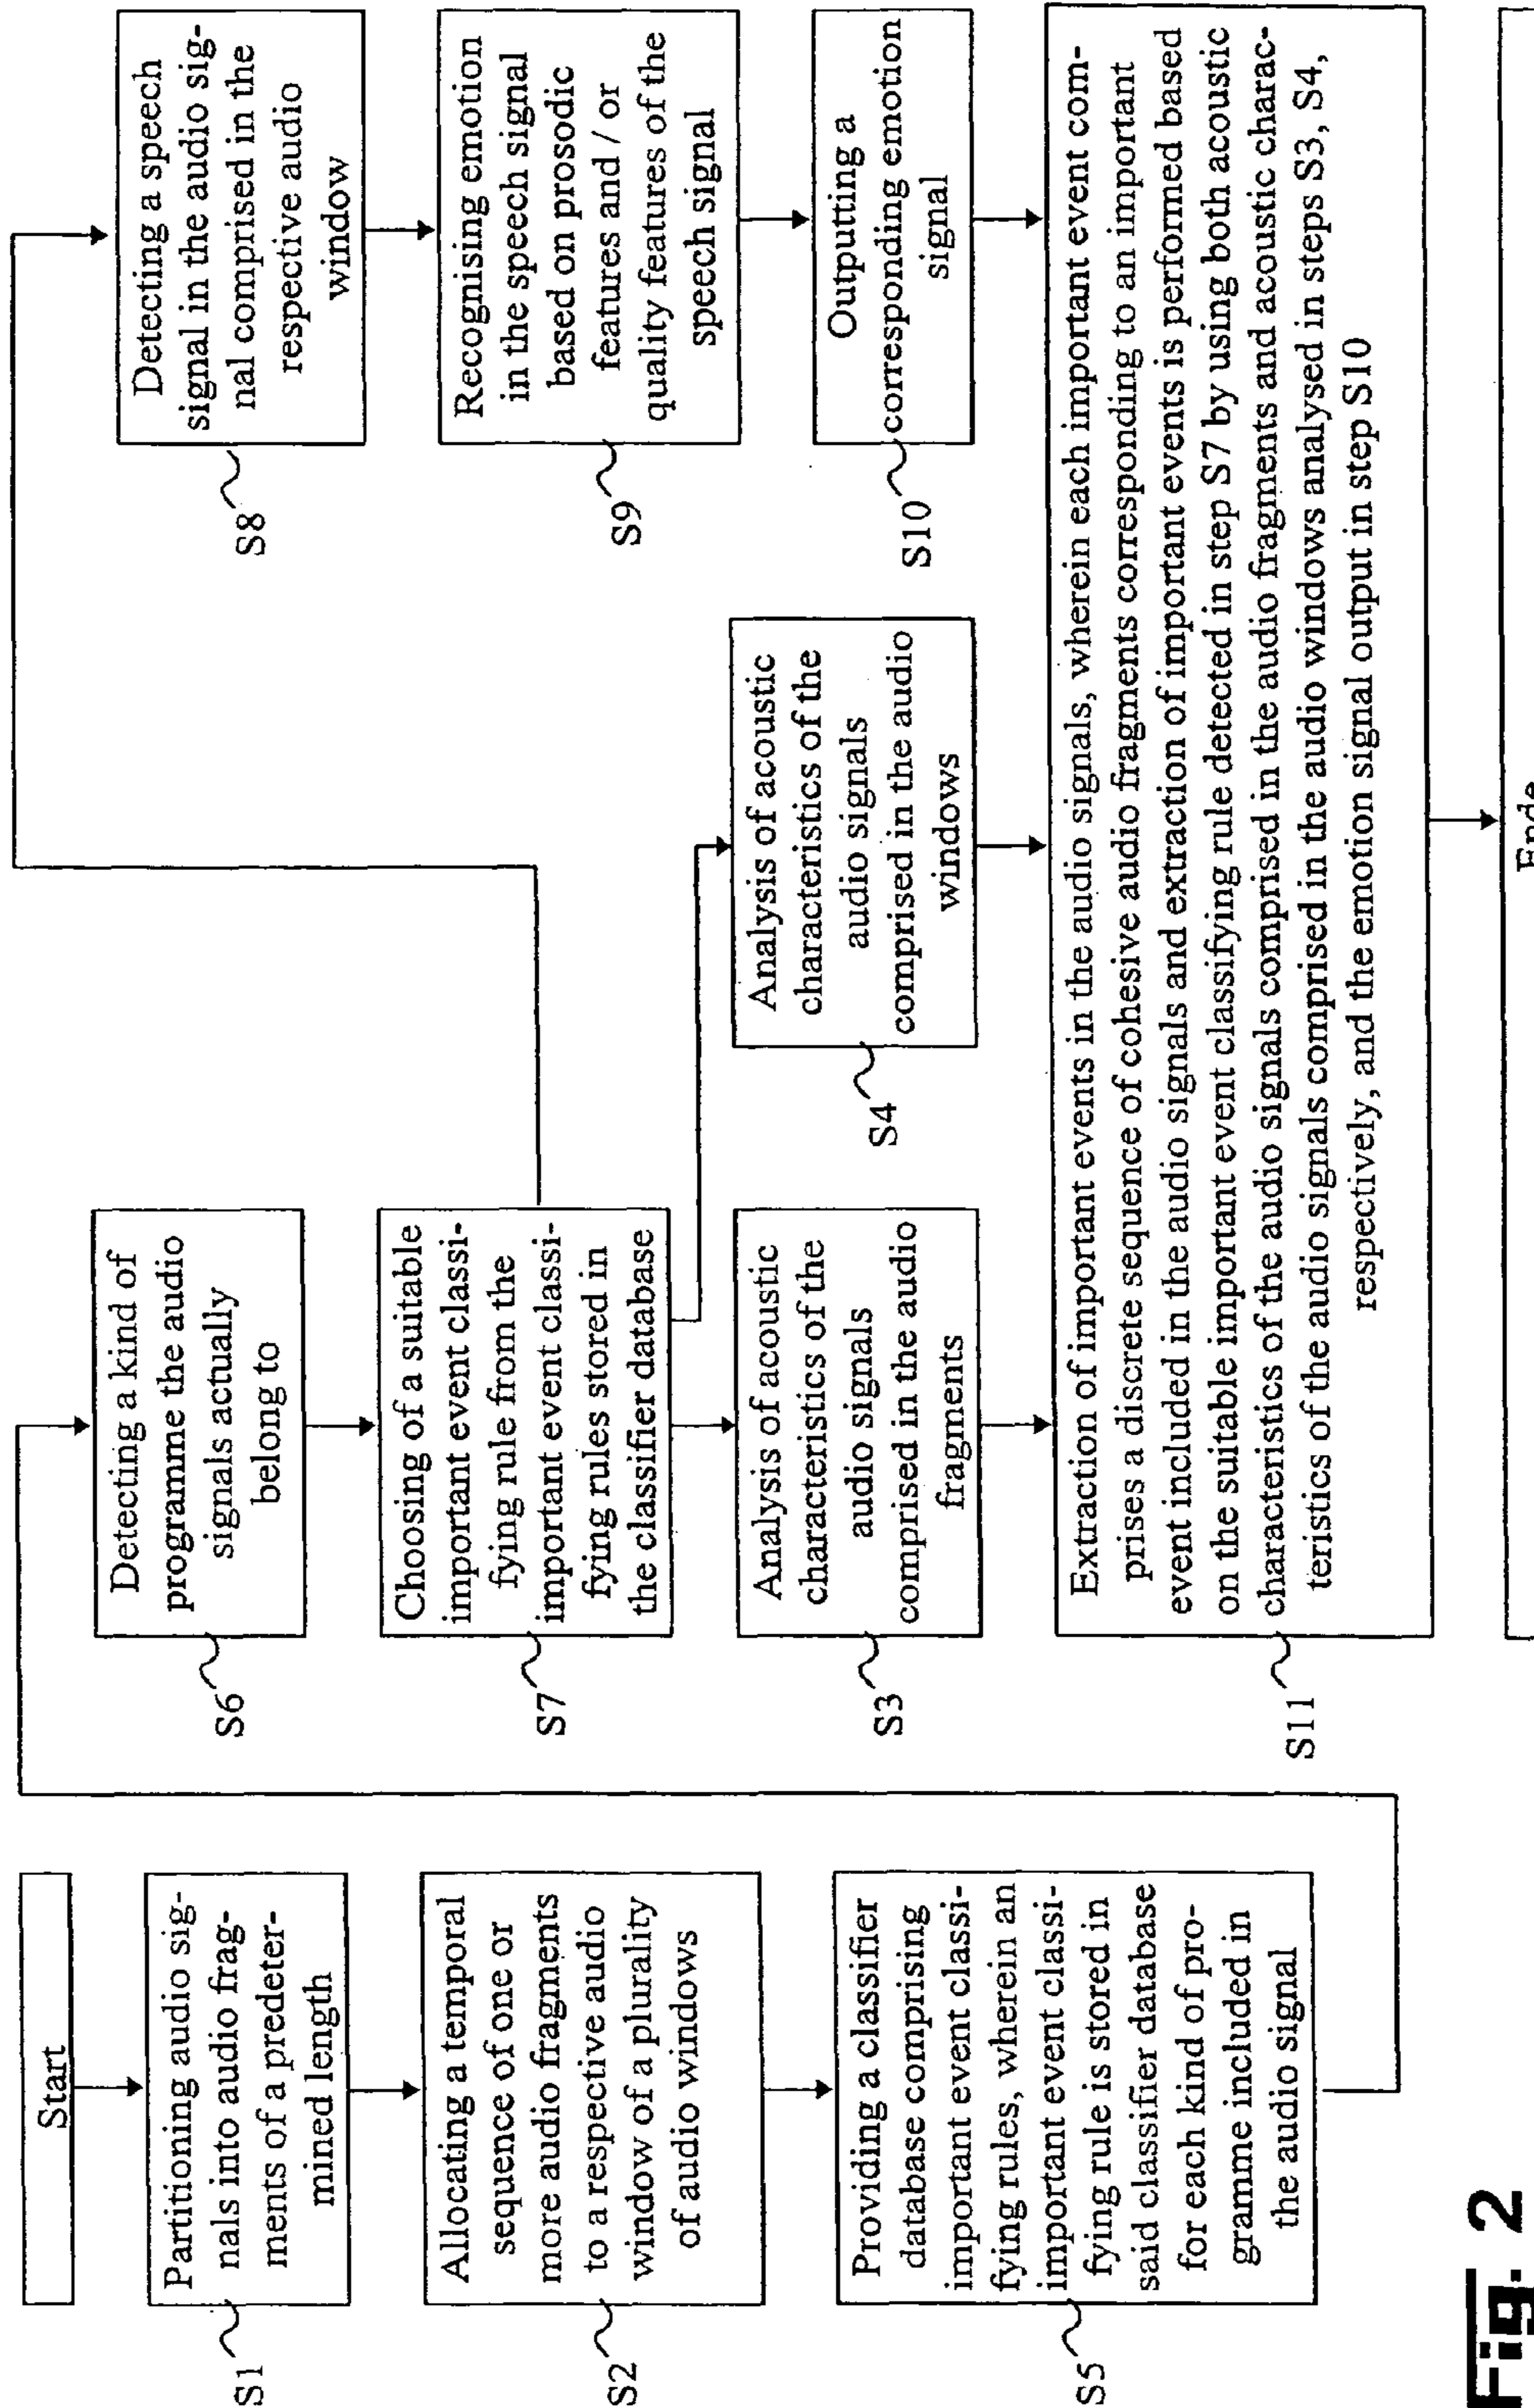 Start
S1
Partitioning audio sig-
nals into audio frag-
ments of a predeter-
mined length
S2
Allocating a temporal
sequence of one or
more audio fragments
to a respective audio
window of a plurality
of audio windows
S5
Providing a classifier
database comprising
important event classi-
fying rules, wherein an
important event classi-
fying rule is stored in
said classifier database
for each kind of pro-
gramme included in
the audio signal
S6
Detecting a kind of
programme the audio
signals actually
belong to
S7
Choosing of a suitable
important event classi-
fying rule from the
important event classi-
fying rules stored in
the classifier database
S3
Analysis of acoustic
characteristics of the
audio signals
comprised in the audio
fragments
S4
Analysis of acoustic
characteristics of the
audio signals
comprised in the audio
windows
S8
Detecting a speech
signal in the audio sig-
nal comprised in the
respective audio
window
S9
Recognising emotion
in the speech signal
based on prosodic
features and / or
quality features of the
speech signal
S10
Outputting a
corresponding emotion
signal
S11
Extraction of important events in the audio signals, wherein each important event com-
prises a discrete sequence of cohesive audio fragments corresponding to an important
event included in the audio signals and extraction of important events is performed based
on the suitable important event classifying rule detected in step S7 by using both acoustic
characteristics of the audio signals comprised in the audio fragments and acoustic charac-
teristics of the audio signals comprised in the audio windows analysed in steps S3, S4,
respectively, and the emotion signal output in step S10
Ende
Fig. 2